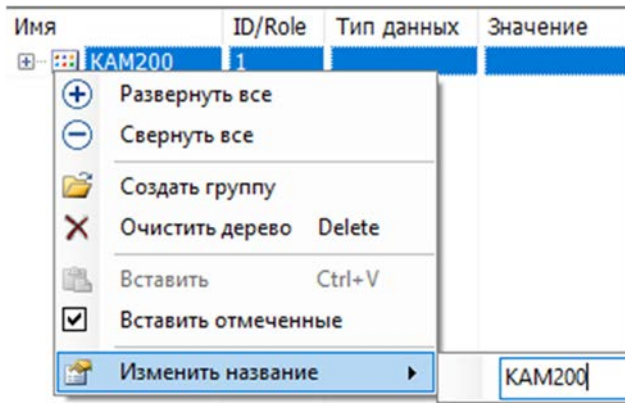 Имя ID/Role Тип данных Значение
KAM200 1
Развернуть все
Свернуть все
Создать группу
Очистить дерево Delete
Вставить Ctrl+V
Вставить отмеченные
Изменить название KAM200